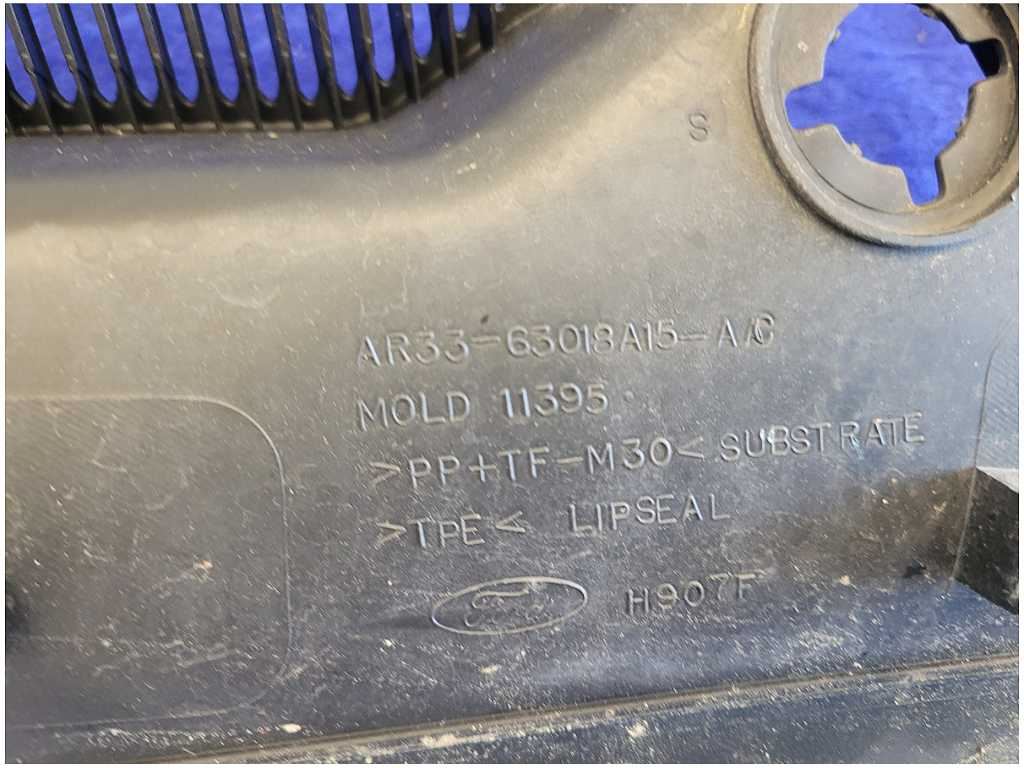 S
AR33-63018A15-A/C
MOLD 11395
>PP+TF-M30< SUBSTRATE
>TPE< LIPSEAL
Ford H907F